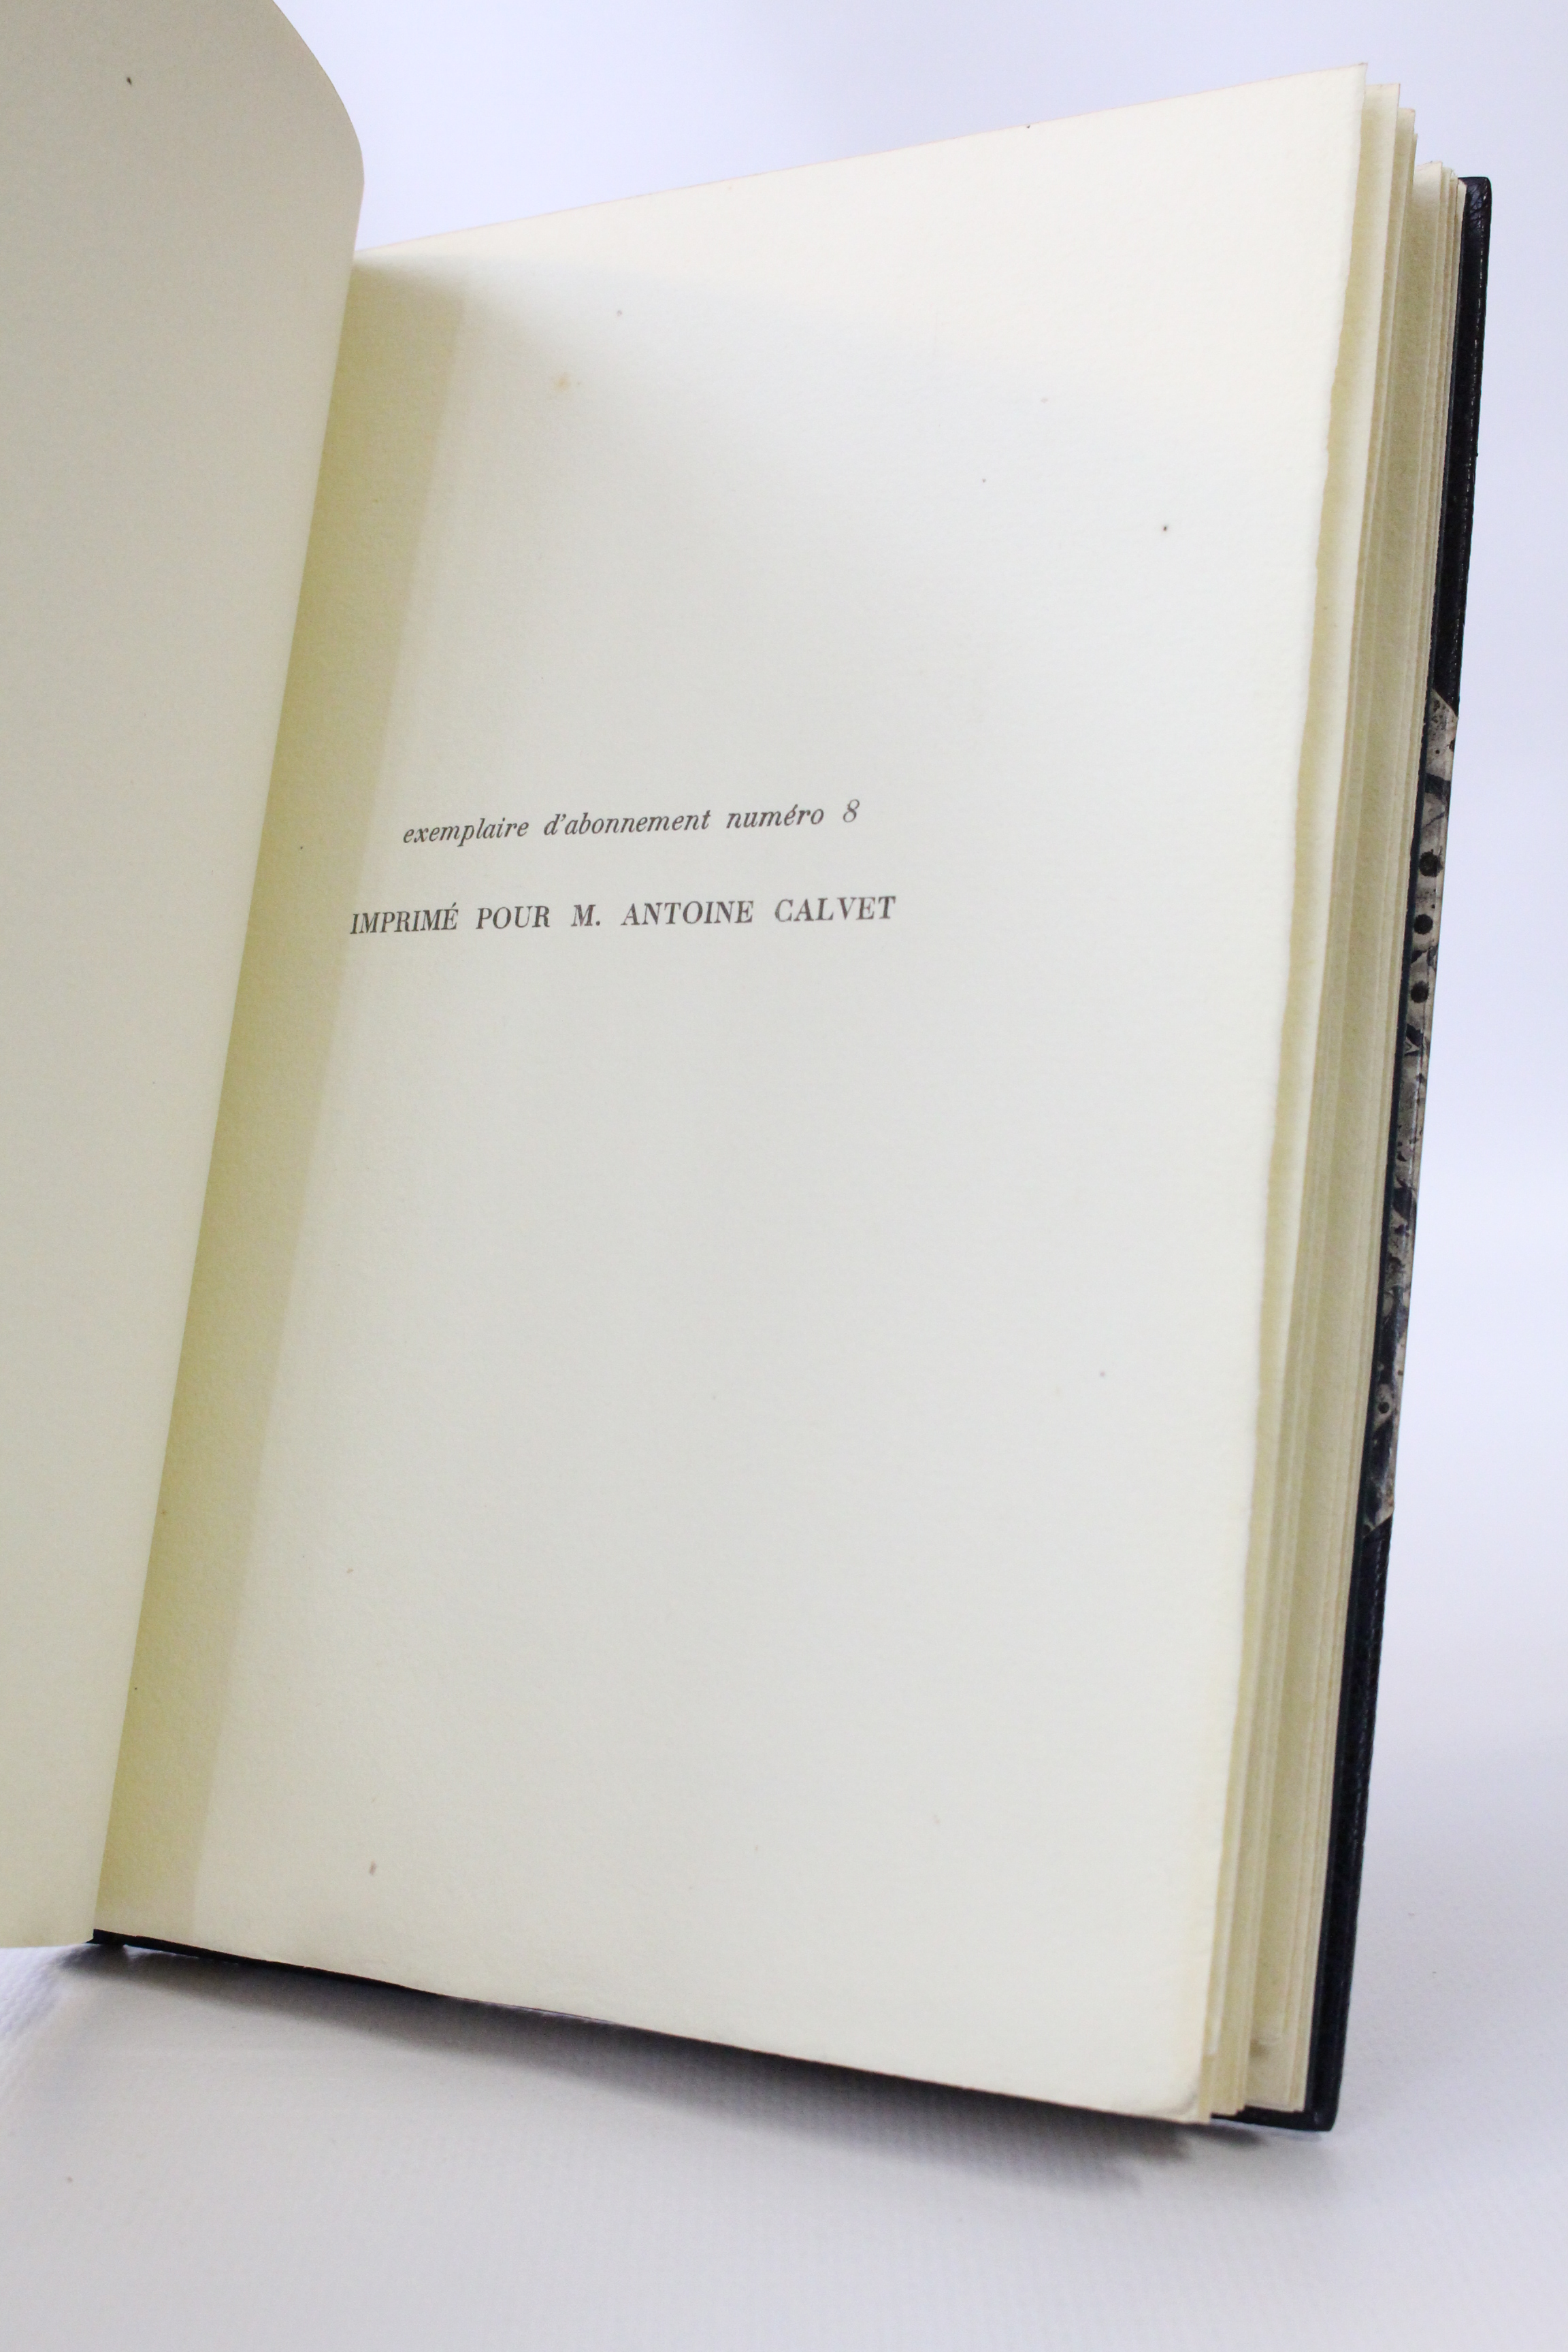 exemplaire d'abonnement numéro 8
IMPRIMÉ POUR M. ANTOINE CALVET